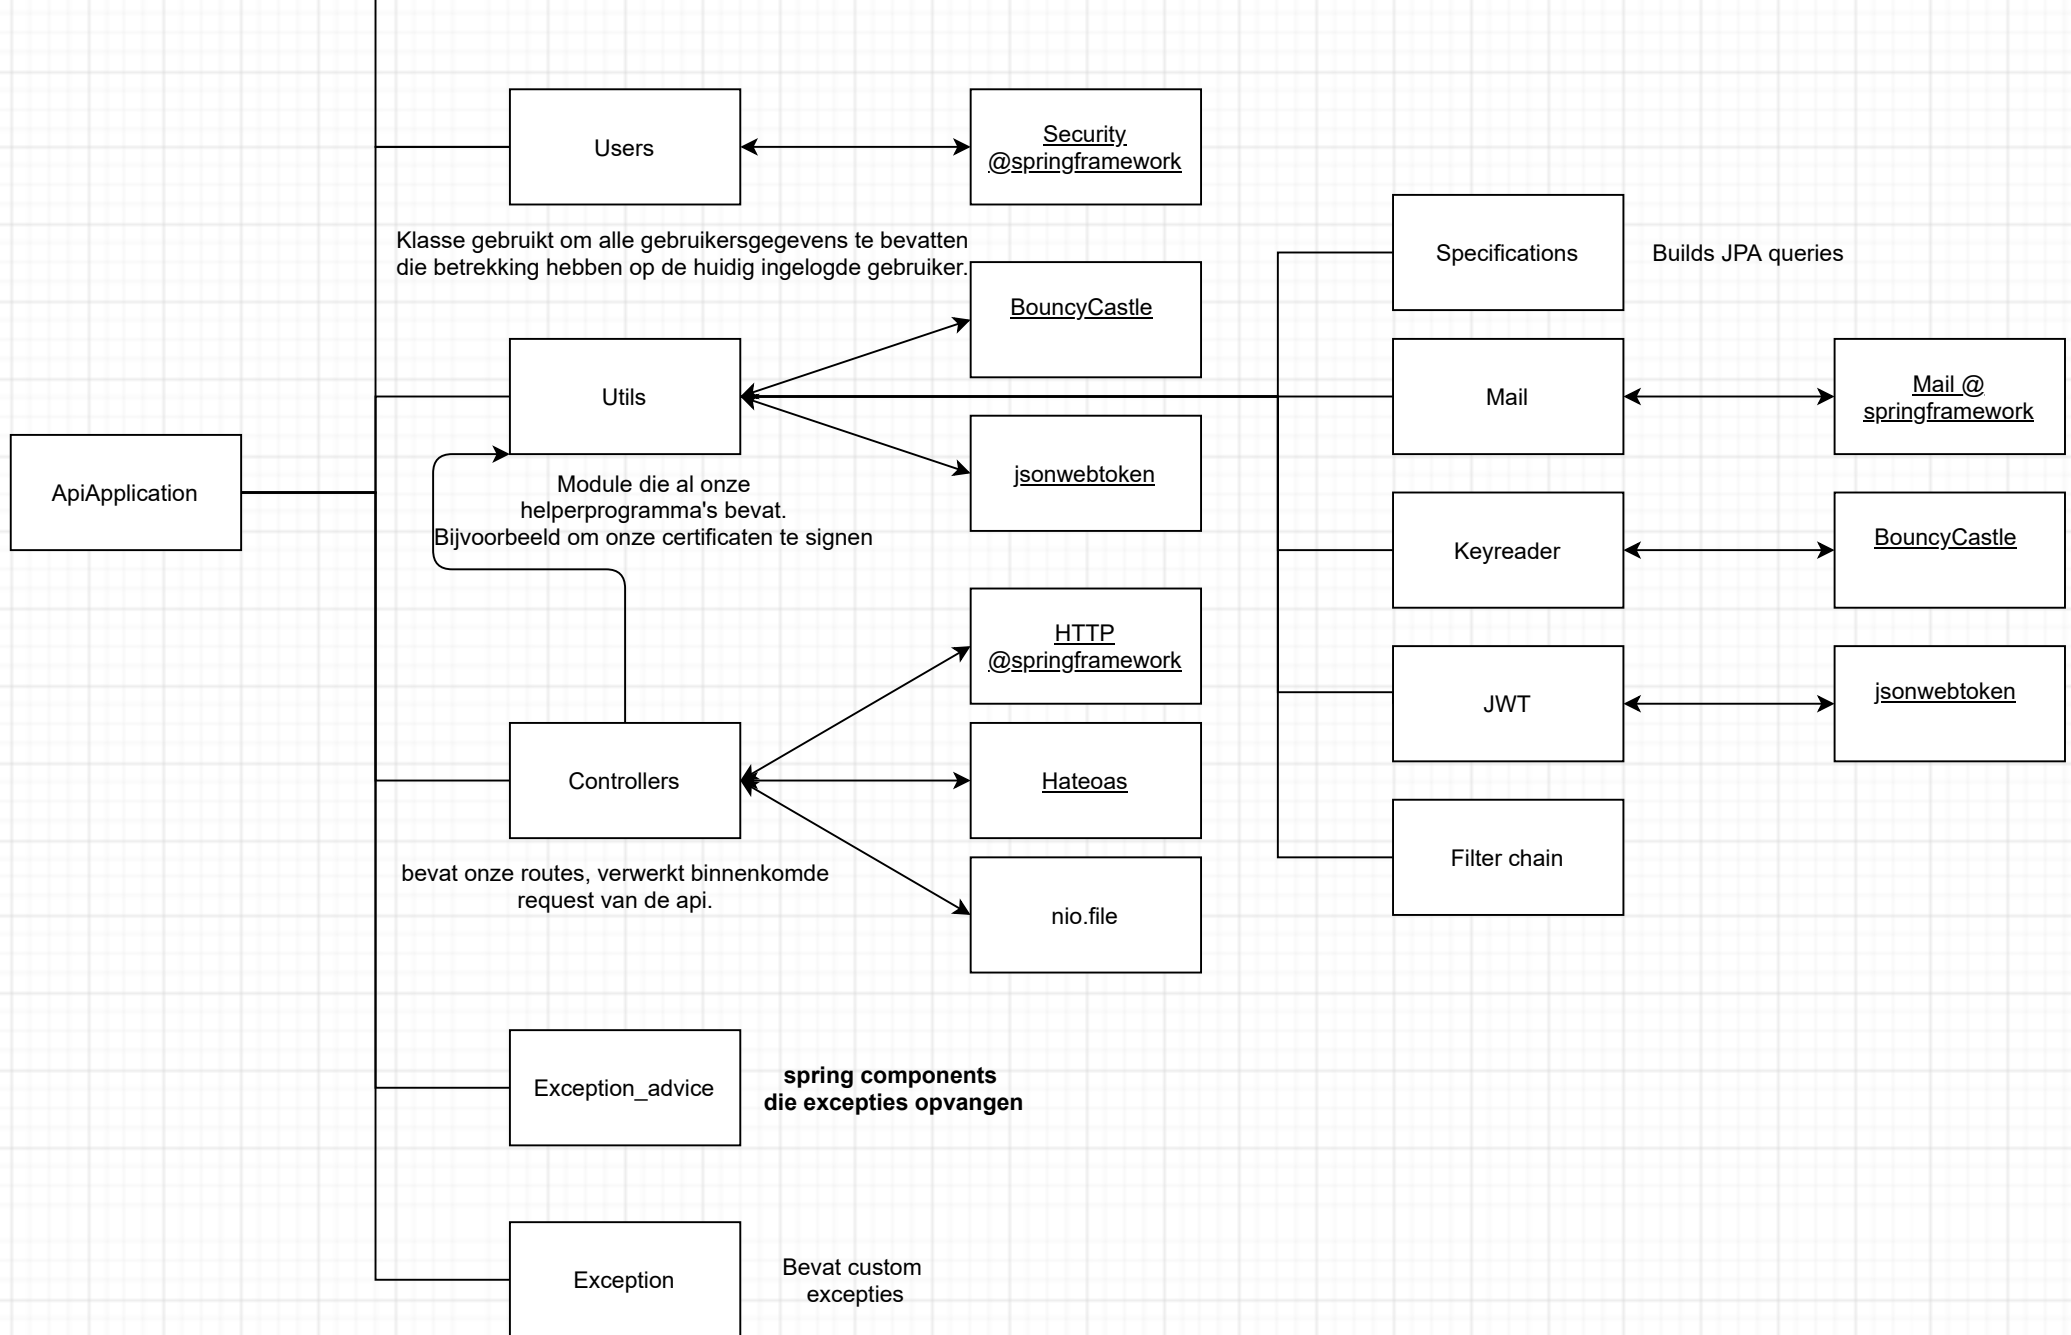 Users
Security
@springframework
Klasse gebruikt om alle gebruikersgegevens te bevatten
die betrekking hebben op de huidig ingelogde gebruiker.
Specifications
Builds JPA queries
BouncyCastle
Utils
Mail
Mail @
springframework
ApiApplication
jsonwebtoken
Module die al onze
helperprogramma's bevat.
Bijvoorbeeld om onze certificaten te signen
Keyreader
BouncyCastle
HTTP
@springframework
JWT
jsonwebtoken
Controllers
Hateoas
Filter chain
bevat onze routes, verwerkt binnenkomde
request van de api.
nio.file
Exception_advice
spring components
die excepties opvangen
Exception
Bevat custom
excepties